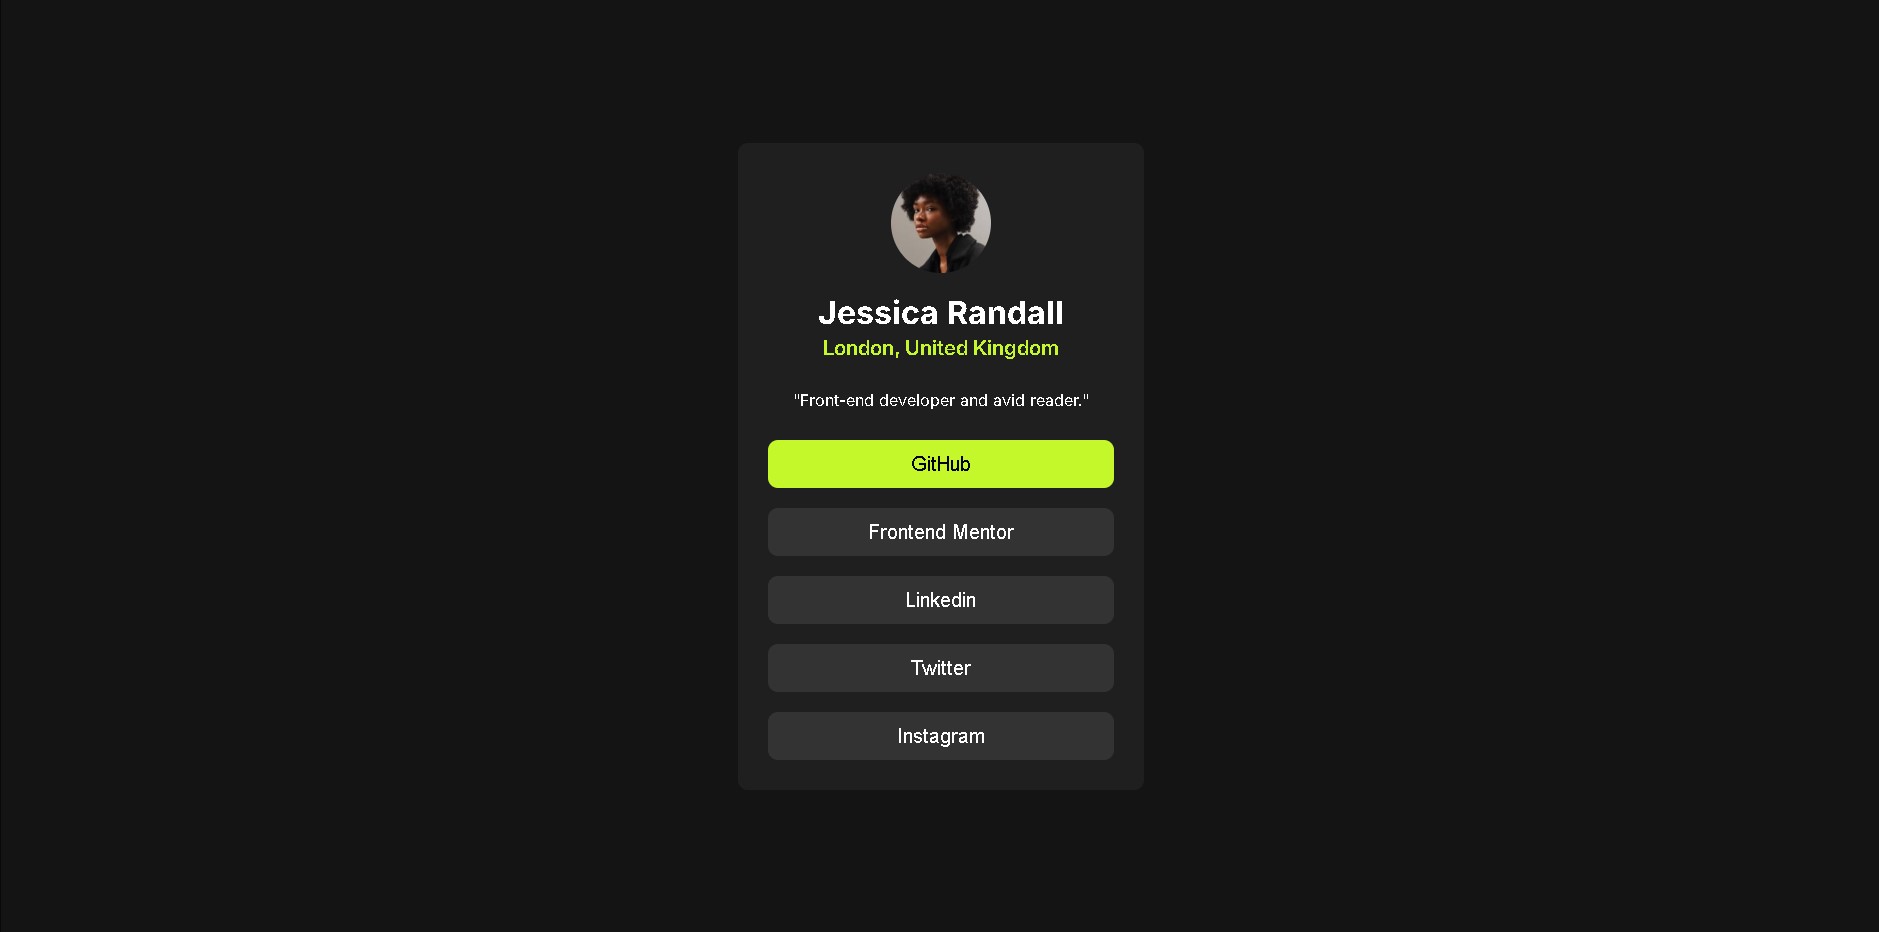 Jessica Randall
London, United Kingdom
"Front-end developer and avid reader."
GitHub
Frontend Mentor
Linkedin
Twitter
Instagram